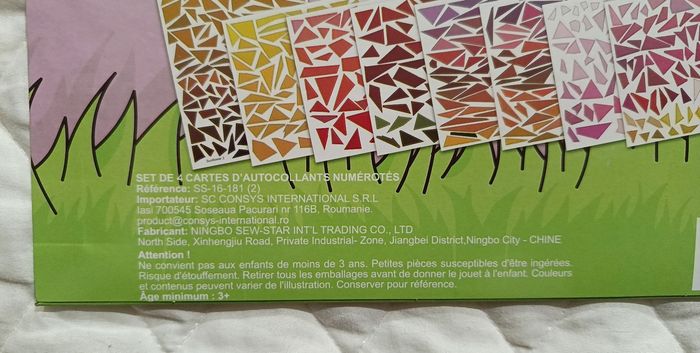 SET DE 4 CARTES D'AUTOCOLLANTS NUMÉROTÉS
Référence: SS-16-181 (2)
Importateur: SC CONSYS INTERNATIONAL S.R.L
Iasi 700545 Soseaua Pacurari nr 116B, Roumanie.
product@consys-international.ro
Fabricant: NINGBO SEW-STAR INT'L TRADING CO., LTD
North Side, Xinhengjiu Road, Private Industrial- Zone, Jiangbei District,Ningbo City - CHINE
Attention !
Ne convient pas aux enfants de moins de 3 ans. Petites pièces susceptibles d'être ingérées.
Risque d'étouffement. Retirer tous les emballages avant de donner le jouet à l'enfant. Couleurs
et contenus peuvent varier de l'illustration. Conserver pour référence.
Âge minimum : 3+